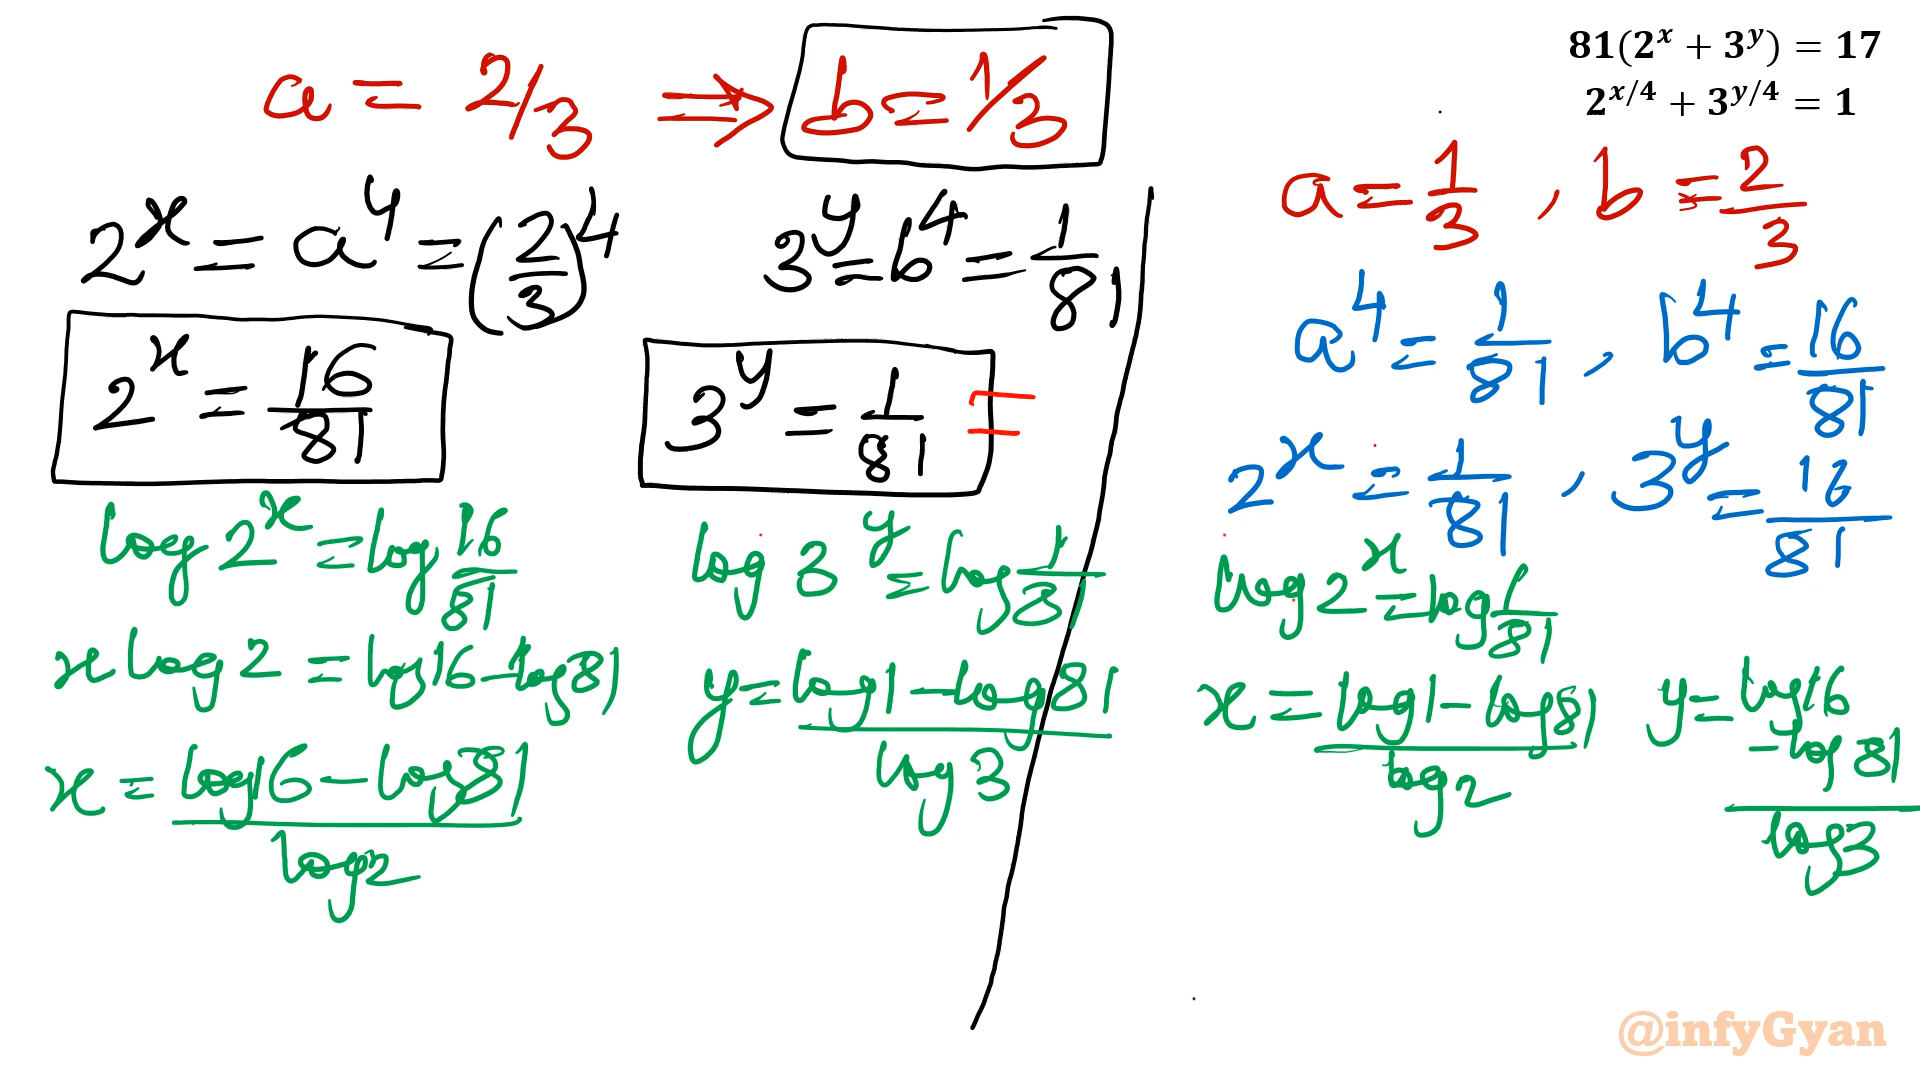 81(2^x + 3^y) = 17
2^{x/4} + 3^{y/4} = 1
a = 2/3 ⇒ b = 1/3
2^x = a^4 = (2/3)^4
2^x = 16/81
log 2^x = log 16/81
x log 2 = log 16 - log 81
x = (log 16 - log 81)/log 2
3^y = b^4 = 1/81
3^y = 1/81 =
log 3^y = log 1/81
y = (log 1 - log 81)/log 3
a = 1/3 , b = 2/3
a^4 = 1/81 , b^4 = 16/81
2^x = 1/81 , 3^y = 16/81
log 2^x = log 1/81
x = (log 1 - log 81)/log 2
y = (log 16 - log 81)/log 3
@infyGyan